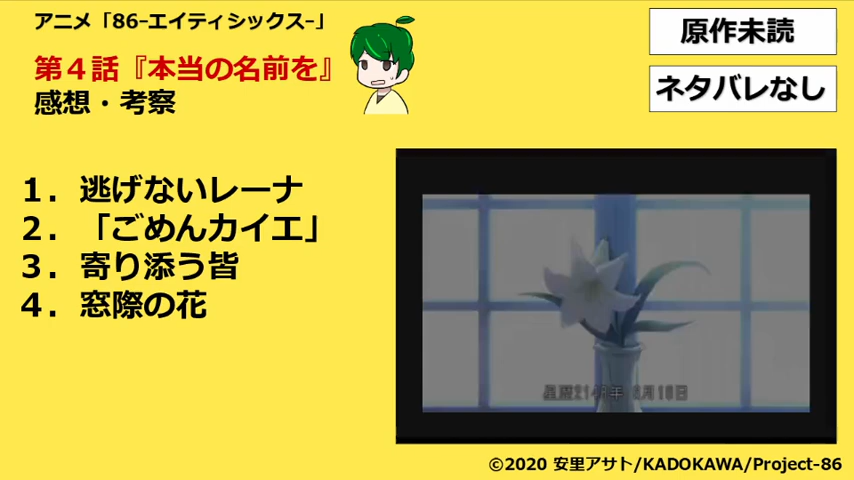 アニメ「86-エイティシックス-」
第４話『本当の名前を』
感想・考察
原作未読
ネタバレなし
１．逃げないレーナ
２．「ごめんカイエ」
３．寄り添う皆
４．窓際の花
©2020 安里アサト/KADOKAWA/Project-86